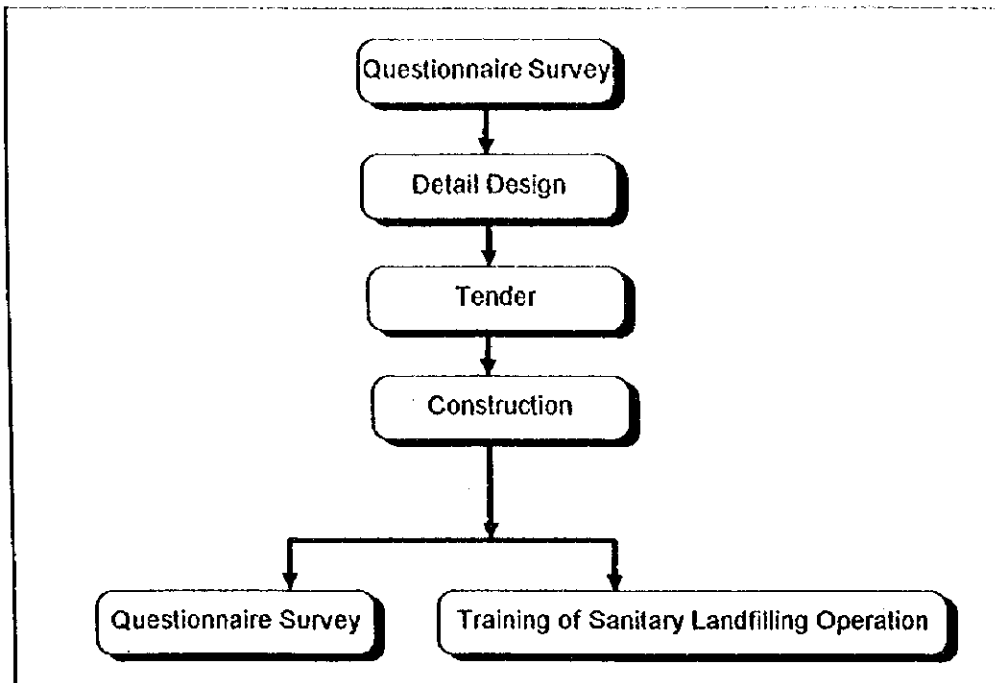 Questionnaire Survey
Detail Design
Tender
Construction
Questionnaire Survey
Training of Sanitary Landfilling Operation